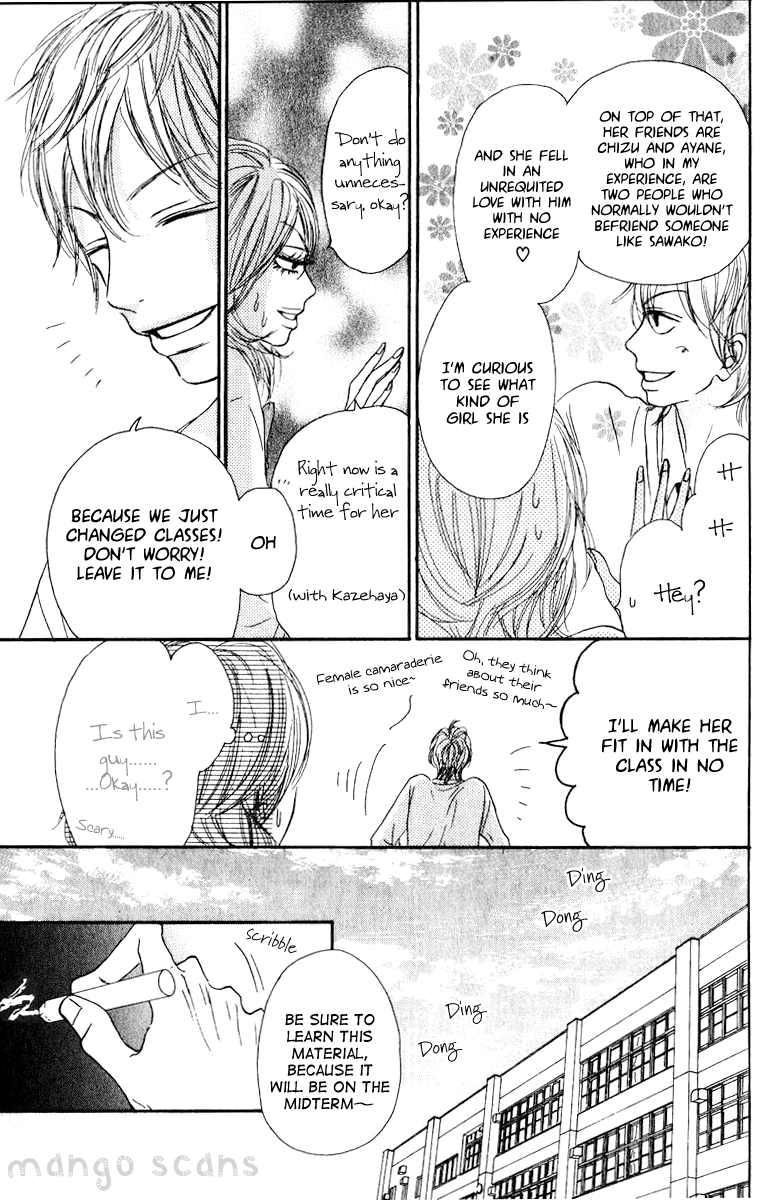 ON TOP OF THAT,
HER FRIENDS ARE
CHIZU AND AYANE,
WHO IN MY
EXPERIENCE, ARE
TWO PEOPLE WHO
NORMALLY WOULDN'T
BEFRIEND SOMEONE
LIKE SAWAKO!
AND SHE FELL
IN AN
UNREQUITED
LOVE WITH HIM
WITH NO
EXPERIENCE
♡
I'M CURIOUS
TO SEE WHAT
KIND OF
GIRL SHE IS
H
H-
Hey?
Don't do
anything
unneces-
sary, okay?
Right now is a
really critical
time for her
(with Kazehaya)
OH
BECAUSE WE JUST
CHANGED CLASSES!
DON'T WORRY!
LEAVE IT TO ME!
I'LL MAKE HER
FIT IN WITH THE
CLASS IN NO
TIME!
Oh, they think
about their
friends so much~
Female camaraderie
is so nice~
I...
Is this
guy......
...Okay.....?
Scary.....
Ding
Dong
Ding
Dong
scribble
BE SURE TO
LEARN THIS
MATERIAL,
BECAUSE IT
WILL BE ON THE
MIDTERM~
mango scans